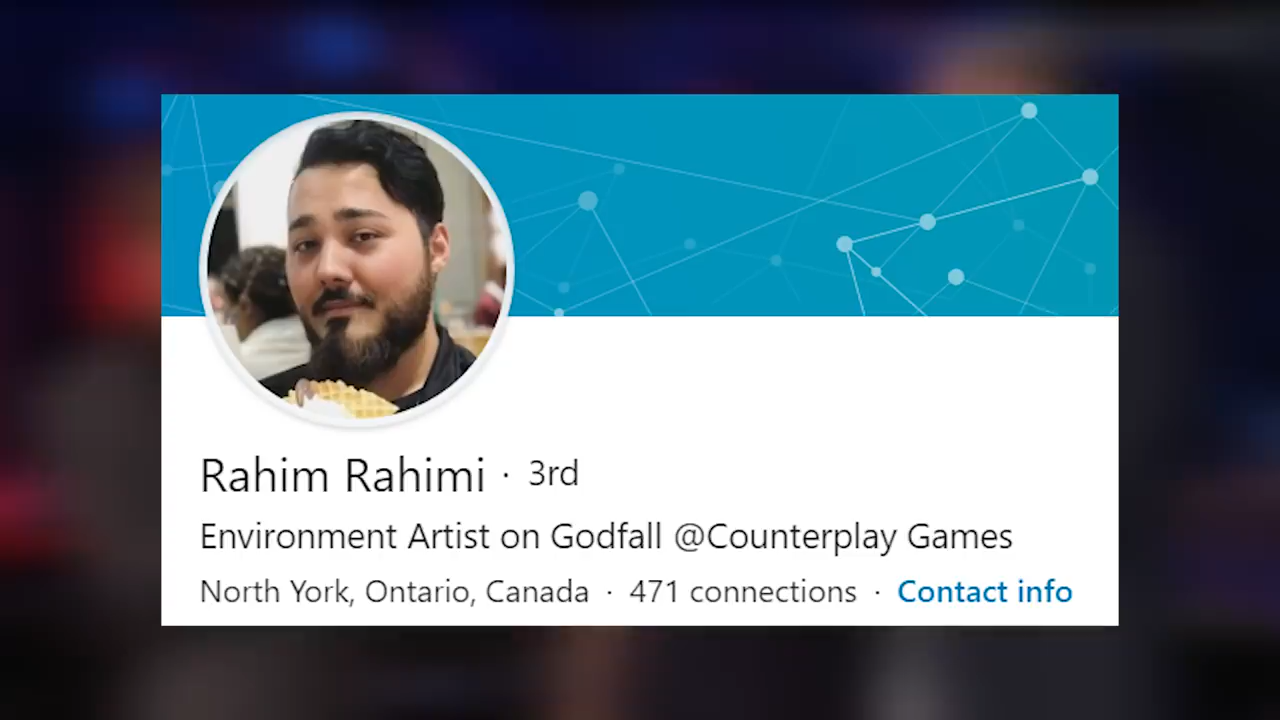 Rahim Rahimi · 3rd
Environment Artist on Godfall @Counterplay Games
North York, Ontario, Canada · 471 connections · Contact info